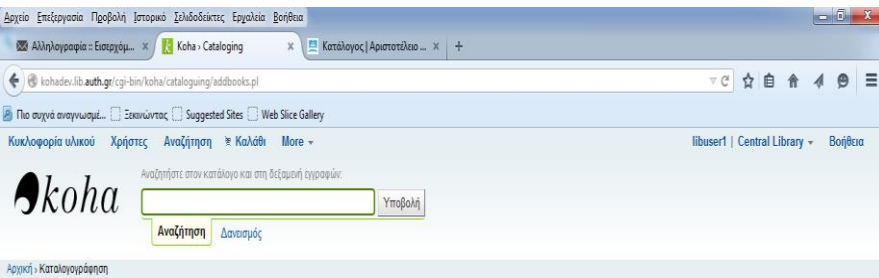 Αρχείο Επεξεργασία Προβολή Ιστορικό Σελιδοδείκτες Εργαλεία Βοήθεια
Αλληλογραφία :: Εισερχόμ... × Koha › Cataloging × Κατάλογος | Αριστοτέλειο ... × +
kohadev.lib.auth.gr/cgi-bin/koha/cataloguing/addbooks.pl
Πιο συχνά αναγνωσμέ... Ξεκινώντας Suggested Sites Web Slice Gallery
Κυκλοφορία υλικού Χρήστες Αναζήτηση Καλάθι More libuser1 | Central Library Βοήθεια
koha
Αναζητήστε στον κατάλογο και στη δεξαμενή εγγραφών:
Υποβολή
Αναζήτηση Δανεισμός
Αρχική › Καταλογογράφηση